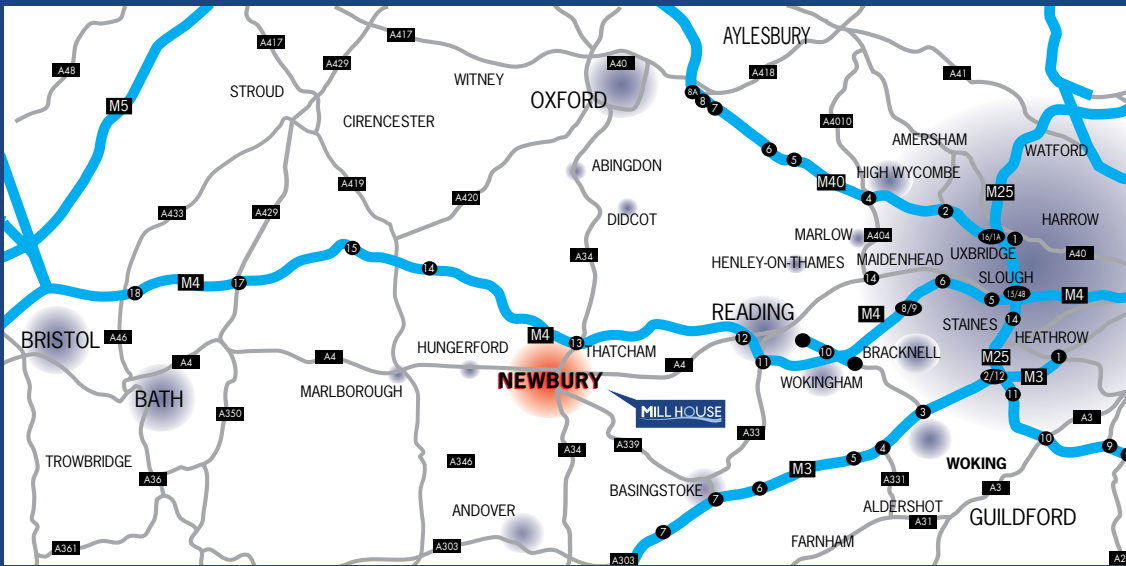 A417
A417
AYLESBURY
A429
A48
A40
A418
A41
WITNEY
STROUD
8A
8
7
OXFORD
M5
CIRENCESTER
A4010
AMERSHAM
6
WATFORD
5
ABINGDON
HIGH WYCOMBE
A419
M40
A420
4
M25
A433
A429
2
DIDCOT
HARROW
MARLOW
A404
16/1A
1
15
A34
UXBRIDGE
A40
HENLEY-ON-THAMES
MAIDENHEAD
14
14
SLOUGH
18
M4
17
6
5
15/4B
M4
8/9
READING
M4
14
STAINES
BRISTOL
A46
M4
13
12
HEATHROW
HUNGERFORD
THATCHAM
10
BRACKNELL
M25
1
A4
A4
A4
11
2/12
M3
NEWBURY
WOKINGHAM
MARLBOROUGH
11
BATH
MILL HOUSE
3
A350
A3
A33
10
A339
4
9
A34
5
TROWBRIDGE
A346
M3
WOKING
A36
A331
6
A3
BASINGSTOKE
7
ALDERSHOT
ANDOVER
GUILDFORD
A31
7
FARNHAM
A361
A303
A303